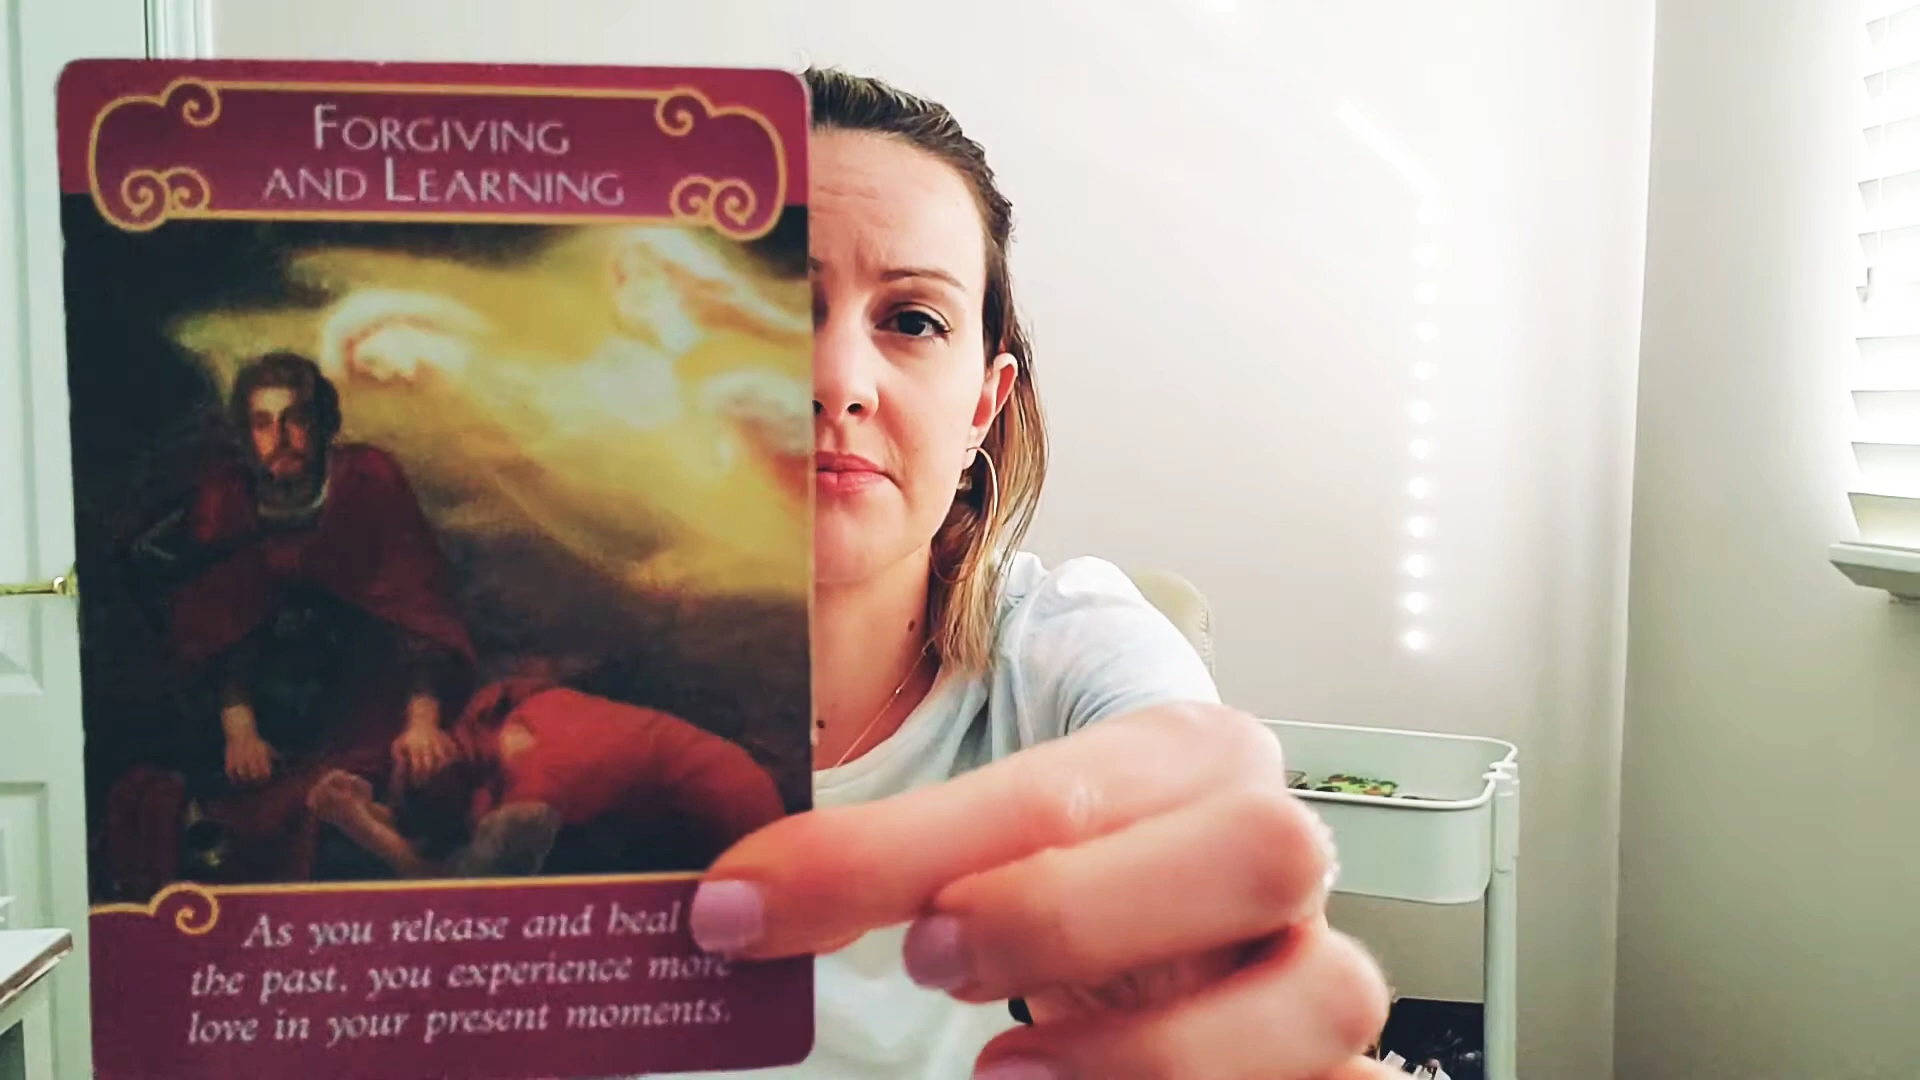 FORGIVING
AND LEARNING
As you release and heal
the past, you experience more
love in your present moments.